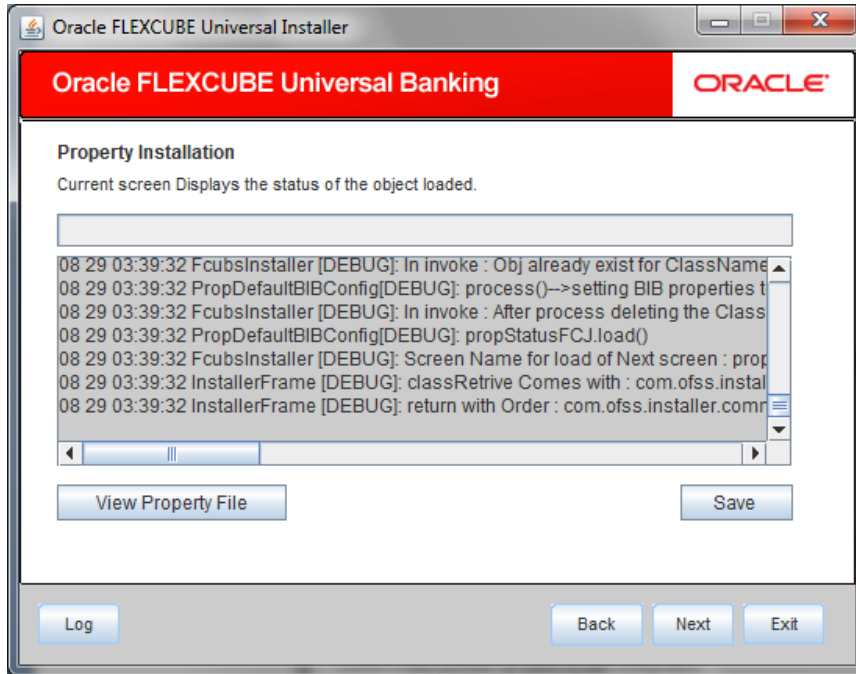 Oracle FLEXCUBE Universal Installer
Oracle FLEXCUBE Universal Banking
ORACLE
Property Installation
Current screen Displays the status of the object loaded.
08 29 03:39:32 FcubsInstaller [DEBUG]: In invoke : Obj already exist for ClassName
08 29 03:39:32 PropDefaultBIBConfig[DEBUG]: process()-->setting BIB properties t
08 29 03:39:32 FcubsInstaller [DEBUG]: In invoke : After process deleting the Class
08 29 03:39:32 PropDefaultBIBConfig[DEBUG]: propStatusFCJ.load()
08 29 03:39:32 FcubsInstaller [DEBUG]: Screen Name for load of Next screen : prop
08 29 03:39:32 InstallerFrame [DEBUG]: classRetrive Comes with : com.ofss.instal
08 29 03:39:32 InstallerFrame [DEBUG]: return with Order : com.ofss.installer.comm
View Property File Save
Log Back Next Exit